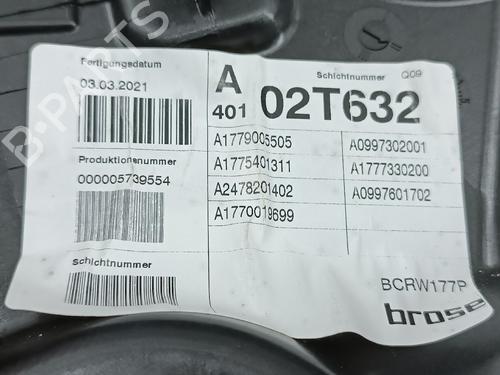 Fertigungsdatum
03.03.2021
Produktionsnummer
000005739554
Schichtnummer
A
401
Schichtnummer Q09
02T632
A1779005505 A0997302001
A1775401311 A1777330200
A2478201402 A0997601702
A1770019699
BCRW177P
brose
B-PARTS